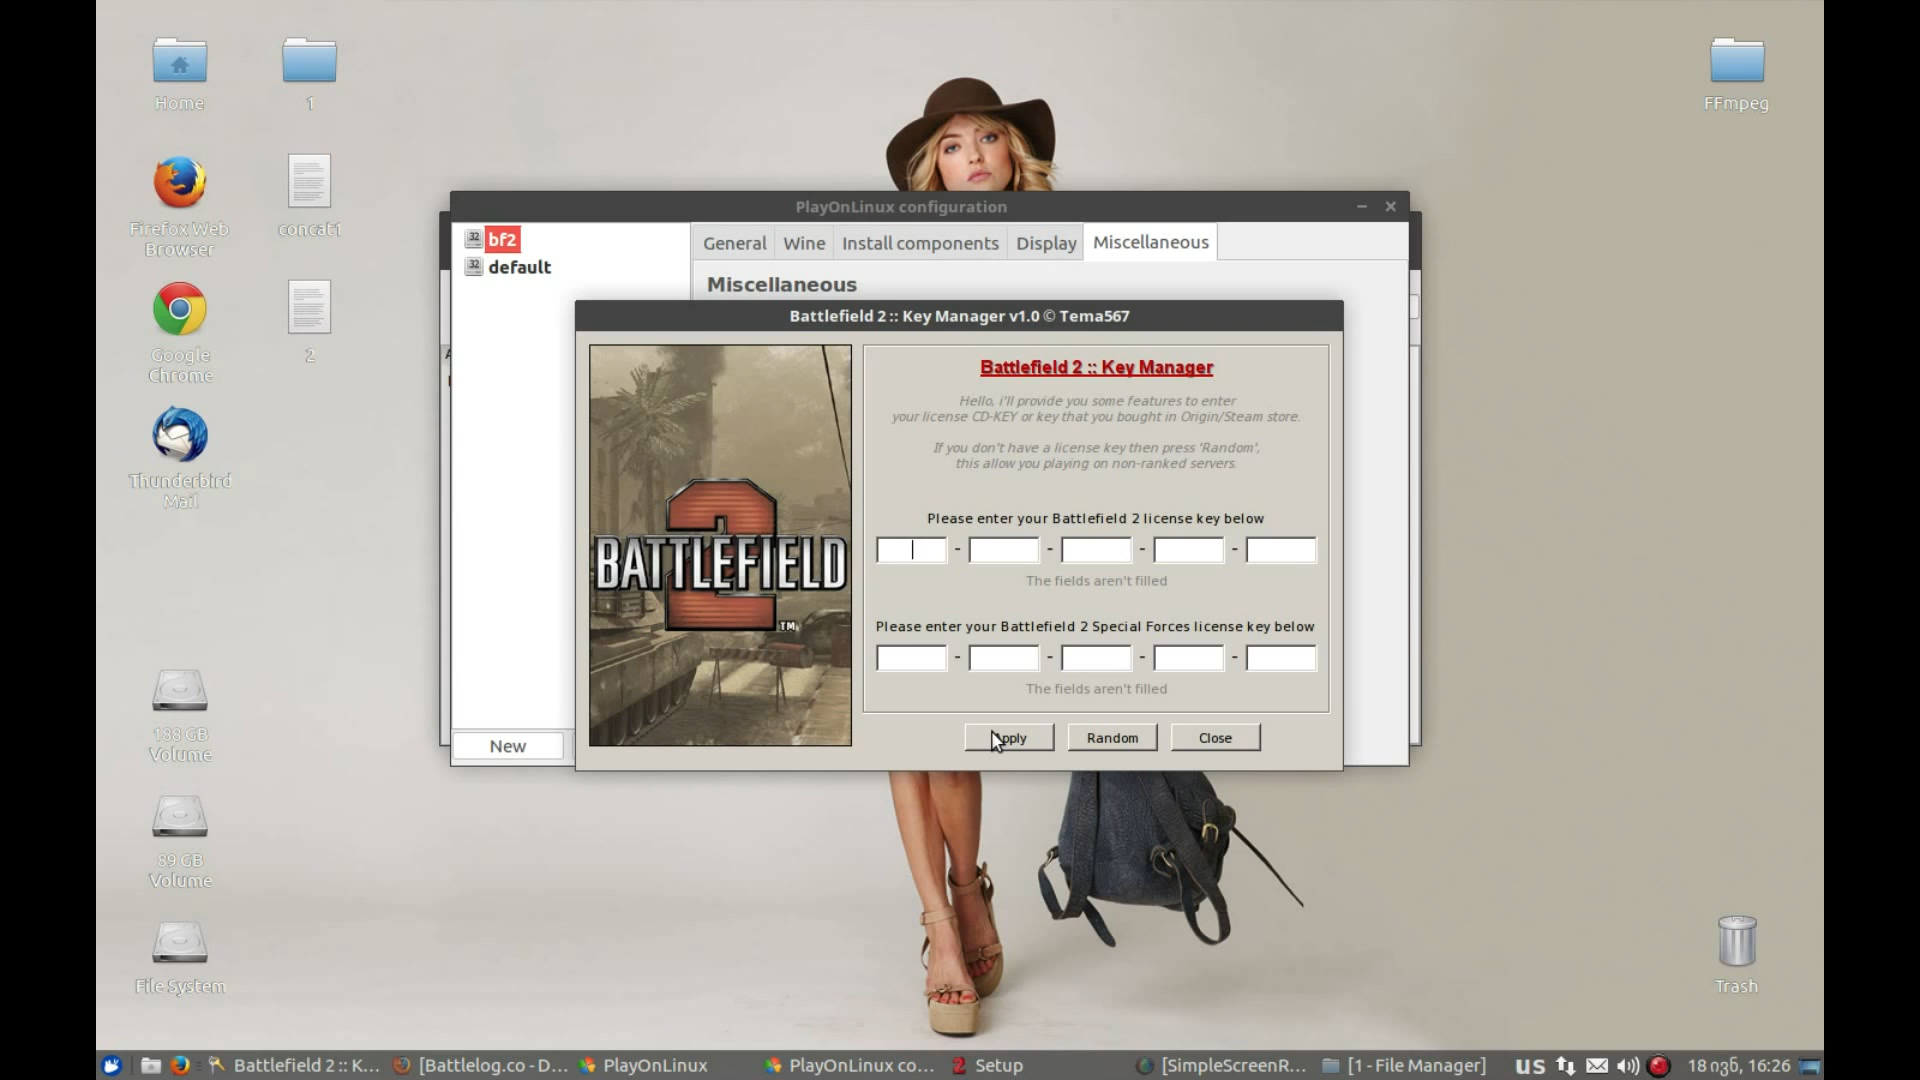 Home
1
FFmpeg
Firefox Web
Browser
concat1
Google
Chrome
2
Thunderbird
Mail
188 GB
Volume
89 GB
Volume
File System
Trash
PlayOnLinux configuration
bf2
default
General
Wine
Install components
Display
Miscellaneous
Miscellaneous
New
Battlefield 2 :: Key Manager v1.0 © Tema567
BATTLEFIELD
2
TM
Battlefield 2 :: Key Manager
Hello, i'll provide you some features to enter
your license CD-KEY or key that you bought in Origin/Steam store.
If you don't have a license key then press 'Random',
this allow you playing on non-ranked servers.
Please enter your Battlefield 2 license key below
- - - -
The fields aren't filled
Please enter your Battlefield 2 Special Forces license key below
- - - -
The fields aren't filled
Apply
Random
Close
Battlefield 2 :: K...
[Battlelog.co - D...
PlayOnLinux
PlayOnLinux co...
Setup
[SimpleScreenR...
[1 - File Manager]
us
18 ივნ, 16:26